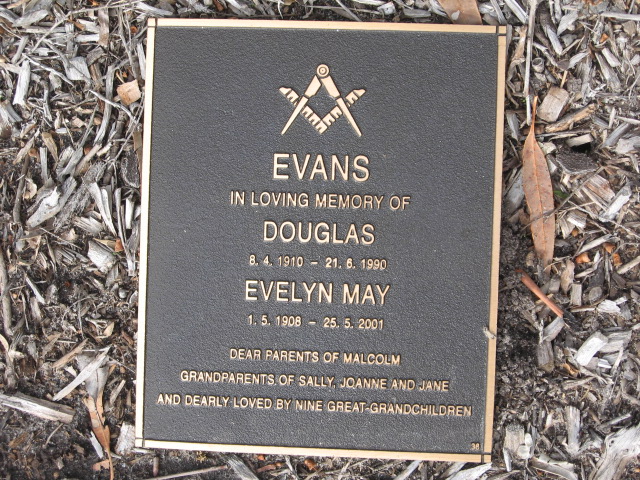 EVANS
IN LOVING MEMORY OF
DOUGLAS
8. 4. 1910 – 21. 6. 1990
EVELYN MAY
1. 5. 1908 – 25. 5. 2001
DEAR PARENTS OF MALCOLM
GRANDPARENTS OF SALLY, JOANNE AND JANE
AND DEARLY LOVED BY NINE GREAT-GRANDCHILDREN